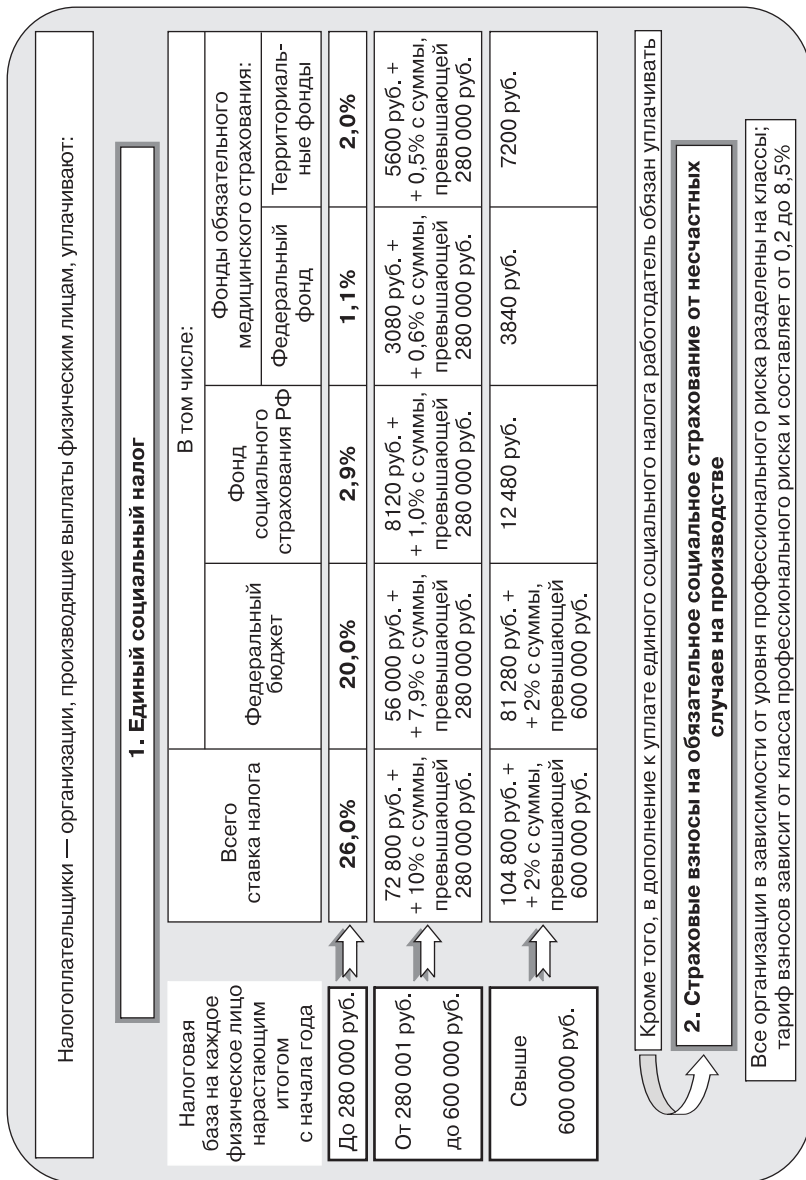 Налогоплательщики — организации, производящие выплаты физическим лицам, уплачивают:
1. Единый социальный налог
Налоговая
база на каждое
физическое лицо
нарастающим
итогом
с начала года
Всего
ставка налога
В том числе:
Федеральный
бюджет
Фонд
социального
страхования РФ
Фонды обязательного
медицинского страхования:
Федеральный
фонд
Территориаль-
ные фонды
До 280 000 руб.
26,0%
20,0%
2,9%
1,1%
2,0%
От 280 001 руб.
до 600 000 руб.
72 800 руб. +
+ 10% с суммы,
превышающей
280 000 руб.
56 000 руб. +
+ 7,9% с суммы,
превышающей
280 000 руб.
8120 руб. +
+ 1,0% с суммы,
превышающей
280 000 руб.
3080 руб. +
+ 0,6% с суммы,
превышающей
280 000 руб.
5600 руб. +
+ 0,5% с суммы,
превышающей
280 000 руб.
Свыше
600 000 руб.
104 800 руб. +
+ 2% с суммы,
превышающей
600 000 руб.
81 280 руб. +
+ 2% с суммы,
превышающей
600 000 руб.
12 480 руб.
3840 руб.
7200 руб.
Кроме того, в дополнение к уплате единого социального налога работодатель обязан уплачивать
2. Страховые взносы на обязательное социальное страхование от несчастных
случаев на производстве
Все организации в зависимости от уровня профессионального риска разделены на классы;
тариф взносов зависит от класса профессионального риска и составляет от 0,2 до 8,5%